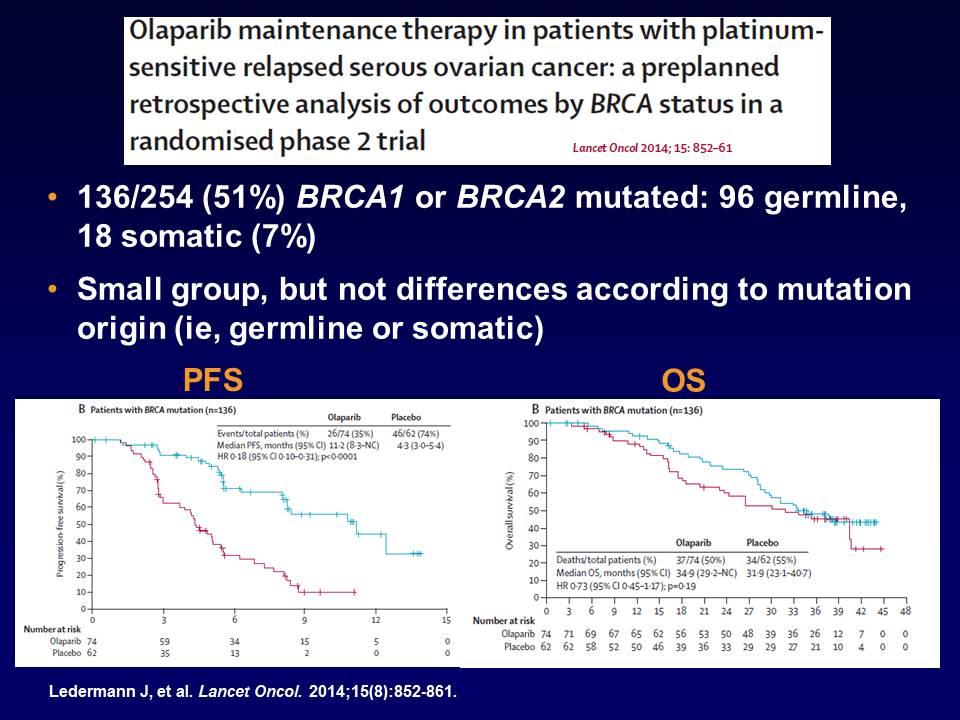 Olaparib maintenance therapy in patients with platinum-
sensitive relapsed serous ovarian cancer: a preplanned
retrospective analysis of outcomes by BRCA status in a
randomised phase 2 trial
Lancet Oncol 2014; 15: 852–61
• 136/254 (51%) BRCA1 or BRCA2 mutated: 96 germline,
18 somatic (7%)
• Small group, but not differences according to mutation
origin (ie, germline or somatic)
PFS
B Patients with BRCA mutation (n=136)
Olaparib Placebo
Events/total patients (%) 26/74 (35%) 46/62 (74%)
Median PFS, months (95% CI) 11·2 (8·3–NC) 4·3 (3·0–5·4)
HR 0·18 (95% CI 0·10–0·31); p<0·0001
Progression-free survival (%)
100
90
80
70
60
50
40
30
20
10
0
0 3 6 9 12 15
Number at risk
Olaparib 74 59 34 15 5 0
Placebo 62 35 13 2 0 0
OS
B Patients with BRCA mutation (n=136)
Overall survival (%)
100
90
80
70
60
50
40
30
20
10
0
Olaparib Placebo
Deaths/total patients (%) 37/74 (50%) 34/62 (55%)
Median OS, months (95% CI) 34·9 (29·2–NC) 31·9 (23·1–40·7)
HR 0·73 (95% CI 0·45–1·17); p=0·19
0 3 6 9 12 15 18 21 24 27 30 33 36 39 42 45 48
Number at risk
Olaparib 74 71 69 67 65 62 56 53 50 48 39 36 26 12 7 0 0
Placebo 62 62 58 52 50 46 39 36 33 29 29 27 21 10 4 0 0
Ledermann J, et al. Lancet Oncol. 2014;15(8):852-861.